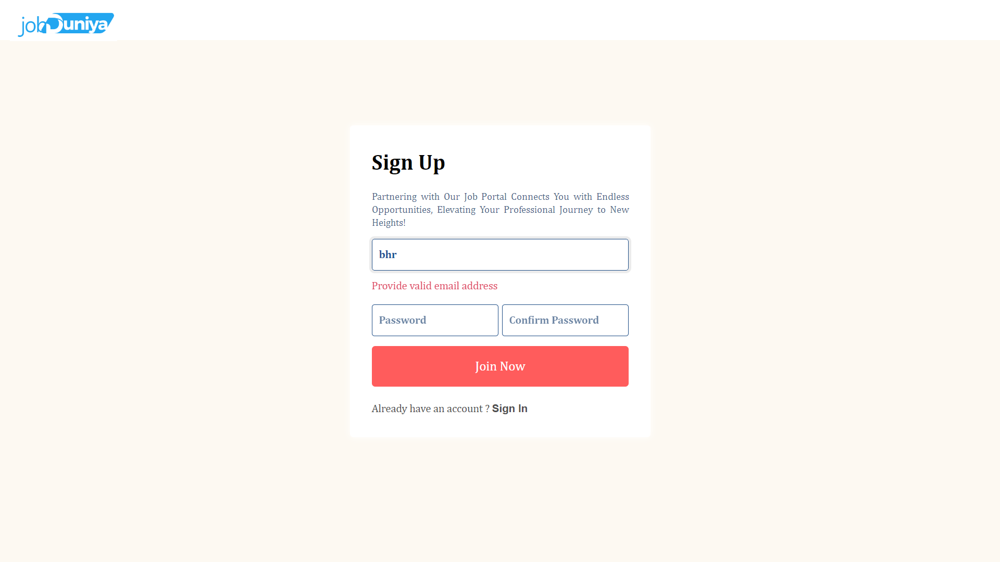 jobDuniya
Sign Up
Partnering with Our Job Portal Connects You with Endless
Opportunities, Elevating Your Professional Journey to New
Heights!
bhr
Provide valid email address
Password Confirm Password
Join Now
Already have an account ? Sign In